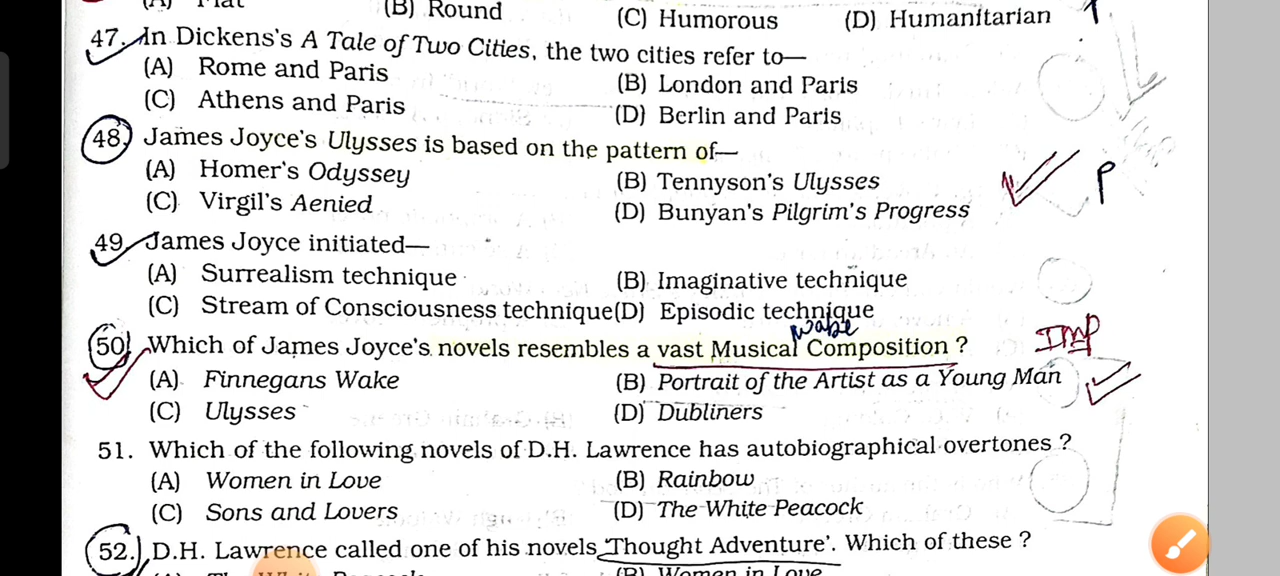 (B) Round (C) Humorous (D) Humanitarian
47. In Dickens's A Tale of Two Cities, the two cities refer to—
(A) Rome and Paris (B) London and Paris
(C) Athens and Paris (D) Berlin and Paris
48. James Joyce's Ulysses is based on the pattern of—
(A) Homer's Odyssey (B) Tennyson's Ulysses
(C) Virgil's Aenied (D) Bunyan's Pilgrim's Progress
P
49. James Joyce initiated—
(A) Surrealism technique (B) Imaginative technique
(C) Stream of Consciousness technique (D) Episodic technique
50. Which of James Joyce's novels resembles a vast Musical Composition ?
IMP
(A) Finnegans Wake (B) Portrait of the Artist as a Young Man
(C) Ulysses (D) Dubliners
51. Which of the following novels of D.H. Lawrence has autobiographical overtones ?
(A) Women in Love (B) Rainbow
(C) Sons and Lovers (D) The White Peacock
52. D.H. Lawrence called one of his novels 'Thought Adventure'. Which of these ?
(B) Women in Love